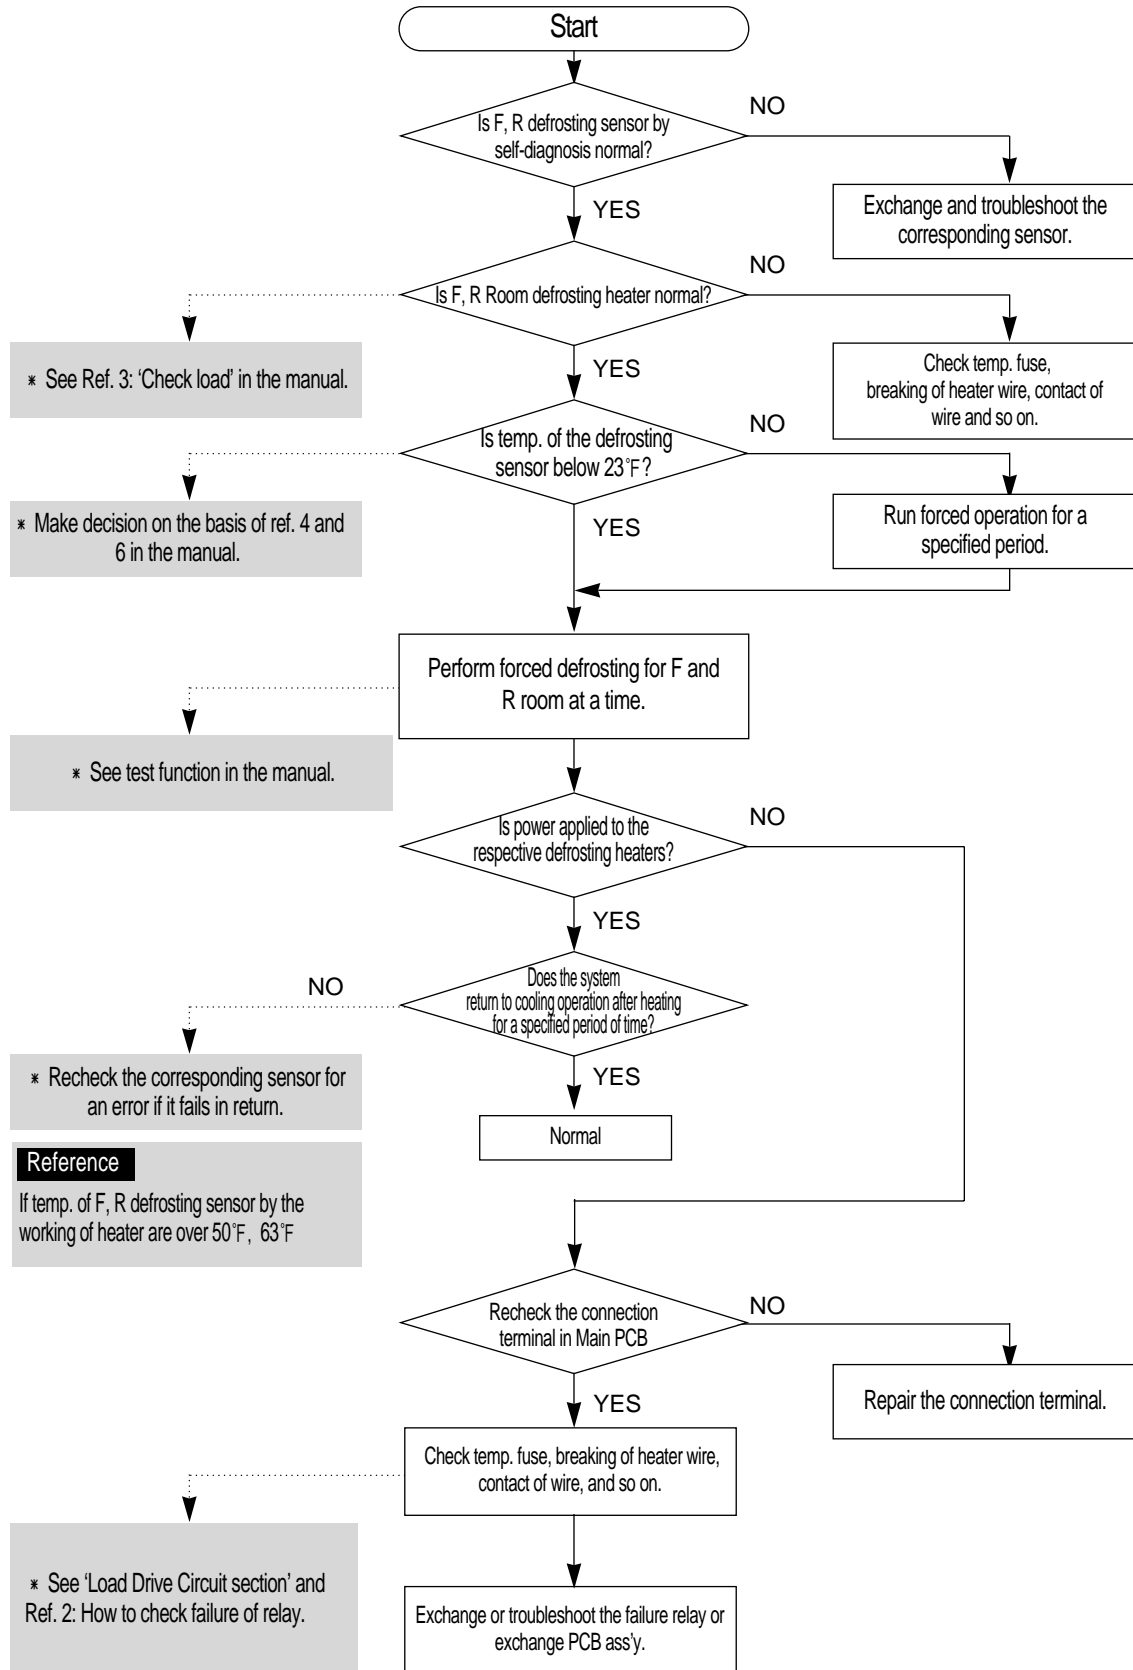 Start
Is F, R defrosting sensor by
self-diagnosis normal?
NO
YES
Exchange and troubleshoot the
corresponding sensor.
Is F, R Room defrosting heater normal?
NO
YES
* See Ref. 3: ‘Check load’ in the manual.
Check temp. fuse,
breaking of heater wire, contact of
wire and so on.
Is temp. of the defrosting
sensor below 23°F?
NO
YES
* Make decision on the basis of ref. 4 and
6 in the manual.
Run forced operation for a
specified period.
Perform forced defrosting for F and
R room at a time.
* See test function in the manual.
Is power applied to the
respective defrosting heaters?
NO
YES
Does the system
return to cooling operation after heating
for a specified period of time?
NO
YES
* Recheck the corresponding sensor for
an error if it fails in return.
Normal
Reference
If temp. of F, R defrosting sensor by the
working of heater are over 50°F, 63°F
Recheck the connection
terminal in Main PCB
NO
YES
Repair the connection terminal.
Check temp. fuse, breaking of heater wire,
contact of wire, and so on.
* See ‘Load Drive Circuit section’ and
Ref. 2: How to check failure of relay.
Exchange or troubleshoot the failure relay or
exchange PCB ass’y.